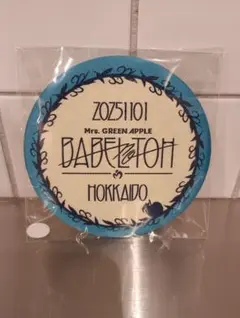 20251101
Mrs. GREEN APPLE
BABEL no TOH
HOKKAIDO